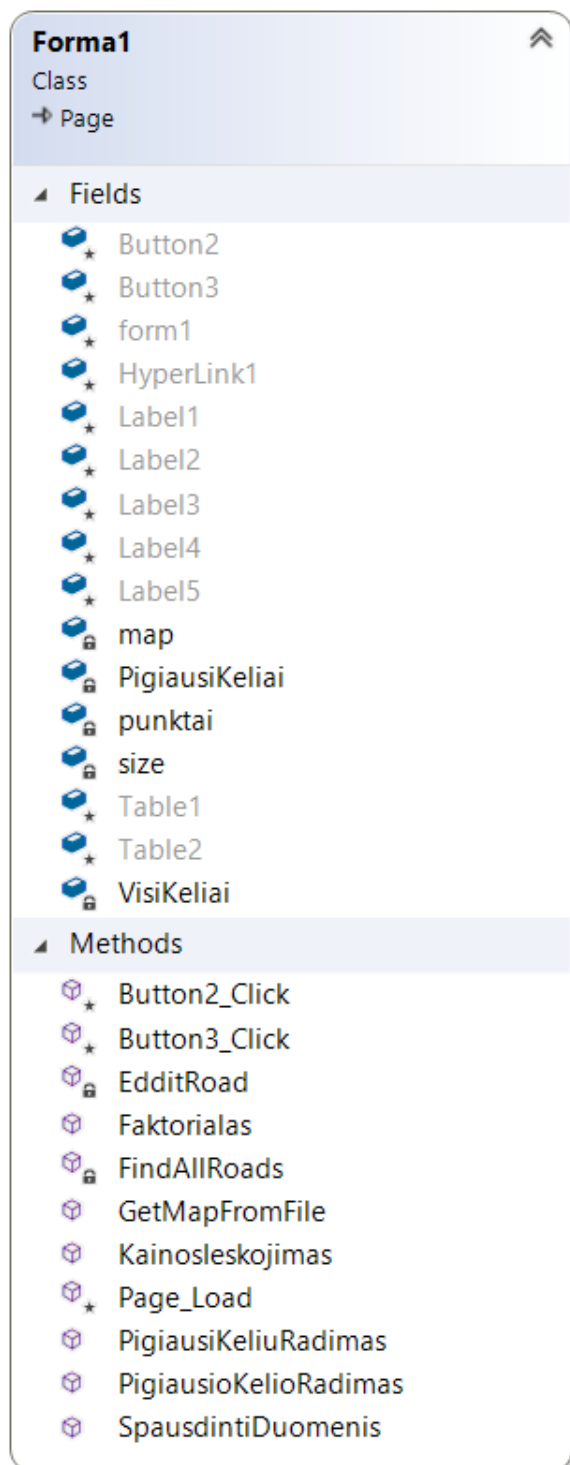 Forma1
Class
Page
Fields
Button2
Button3
form1
HyperLink1
Label1
Label2
Label3
Label4
Label5
map
PigiausiKeliai
punktai
size
Table1
Table2
VisiKeliai
Methods
Button2_Click
Button3_Click
EdditRoad
Faktorialas
FindAllRoads
GetMapFromFile
KainosIeskojimas
Page_Load
PigiausiKeliuRadimas
PigiausioKelioRadimas
SpausdintiDuomenis